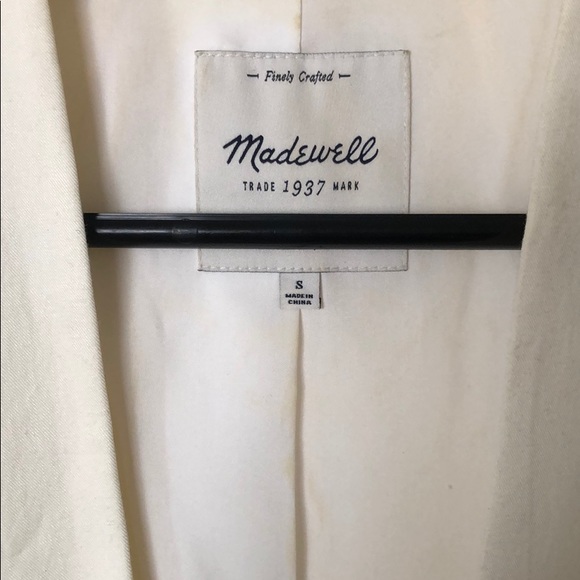 Finely Crafted
Madewell
TRADE 1937 MARK
S
MADE IN
CHINA